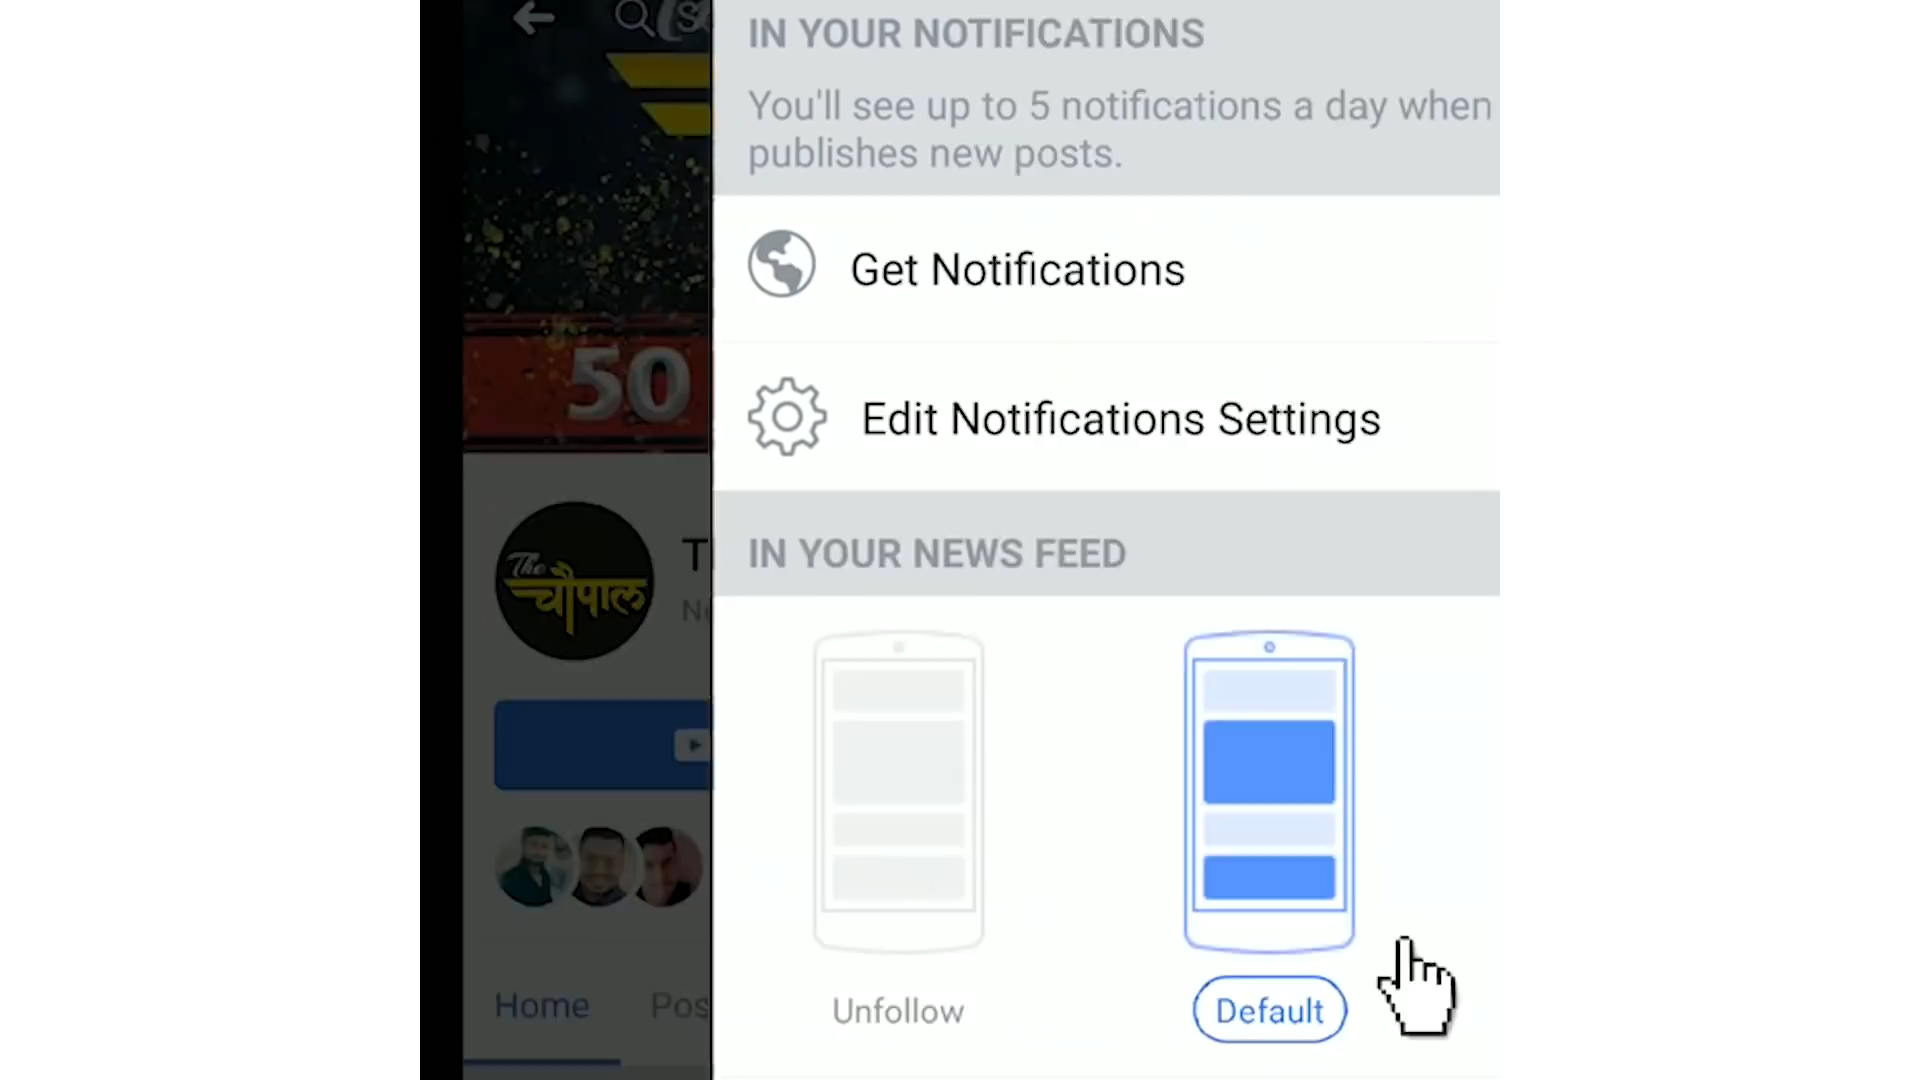 IN YOUR NOTIFICATIONS
You'll see up to 5 notifications a day when
publishes new posts.
Get Notifications
Edit Notifications Settings
IN YOUR NEWS FEED
50
The
चौपाल
Home
Pos
Unfollow
Default